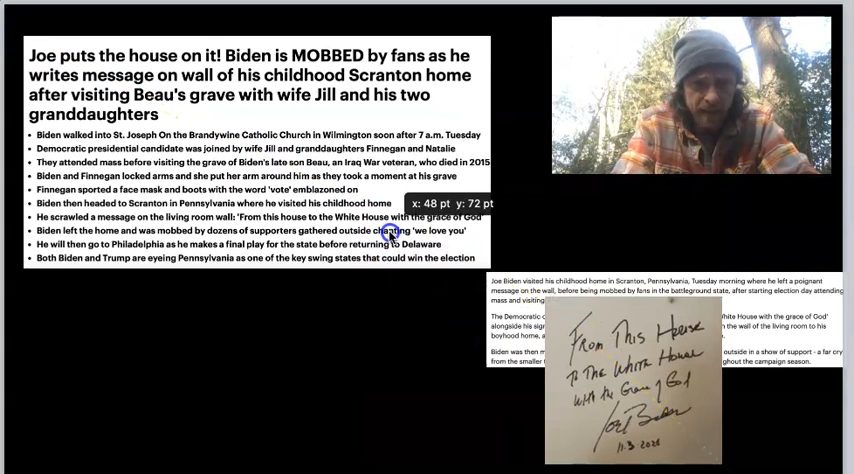 Joe puts the house on it! Biden is MOBBED by fans as he
writes message on wall of his childhood Scranton home
after visiting Beau's grave with wife Jill and his two
granddaughters
• Biden walked into St. Joseph On the Brandywine Catholic Church in Wilmington soon after 7 a.m. Tuesday
• Democratic presidential candidate was joined by wife Jill and granddaughters Finnegan and Natalie
• They attended mass before visiting the grave of Biden's late son Beau, an Iraq War veteran, who died in 2015
• Biden and Finnegan locked arms and she put her arm around him as they took a moment at his grave
• Finnegan sported a face mask and boots with the word 'vote' emblazoned on
• Biden then headed to Scranton in Pennsylvania where he visited his childhood home
x: 48 pt y: 72 pt
• He scrawled a message on the living room wall: 'From this house to the White House with the grace of God'
• Biden left the home and was mobbed by dozens of supporters gathered outside chanting 'we love you'
• He will then go to Philadelphia as he makes a final play for the state before returning to Delaware
• Both Biden and Trump are eyeing Pennsylvania as one of the key swing states that could win the election
Joe Biden visited his childhood home in Scranton, Pennsylvania, Tuesday morning where he left a poignant
message on the wall, before being mobbed by fans in the battleground state, after starting election day attending
mass and visiting
The Democratic White House with the grace of God'
alongside his sig n the wall of the living room to his
boyhood home,
Biden was then outside in a show of support - a far cry
from the smaller ghout the campaign season.
From This House
to The White House
with the Grace of God
Joe Biden
11.3.2020